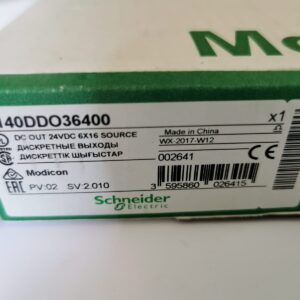 Mo
140DDO36400
x1
DC OUT 24VDC 6X16 SOURCE
ДИСКРЕТНЫЕ ВЫХОДЫ
ДИСКРЕТТІК ШЫҒЫСТАР
Made in China
WX-2017-W12
002641
Modicon
EAC
PV:02 SV:2.010
3 595860 026415
Schneider
Electric